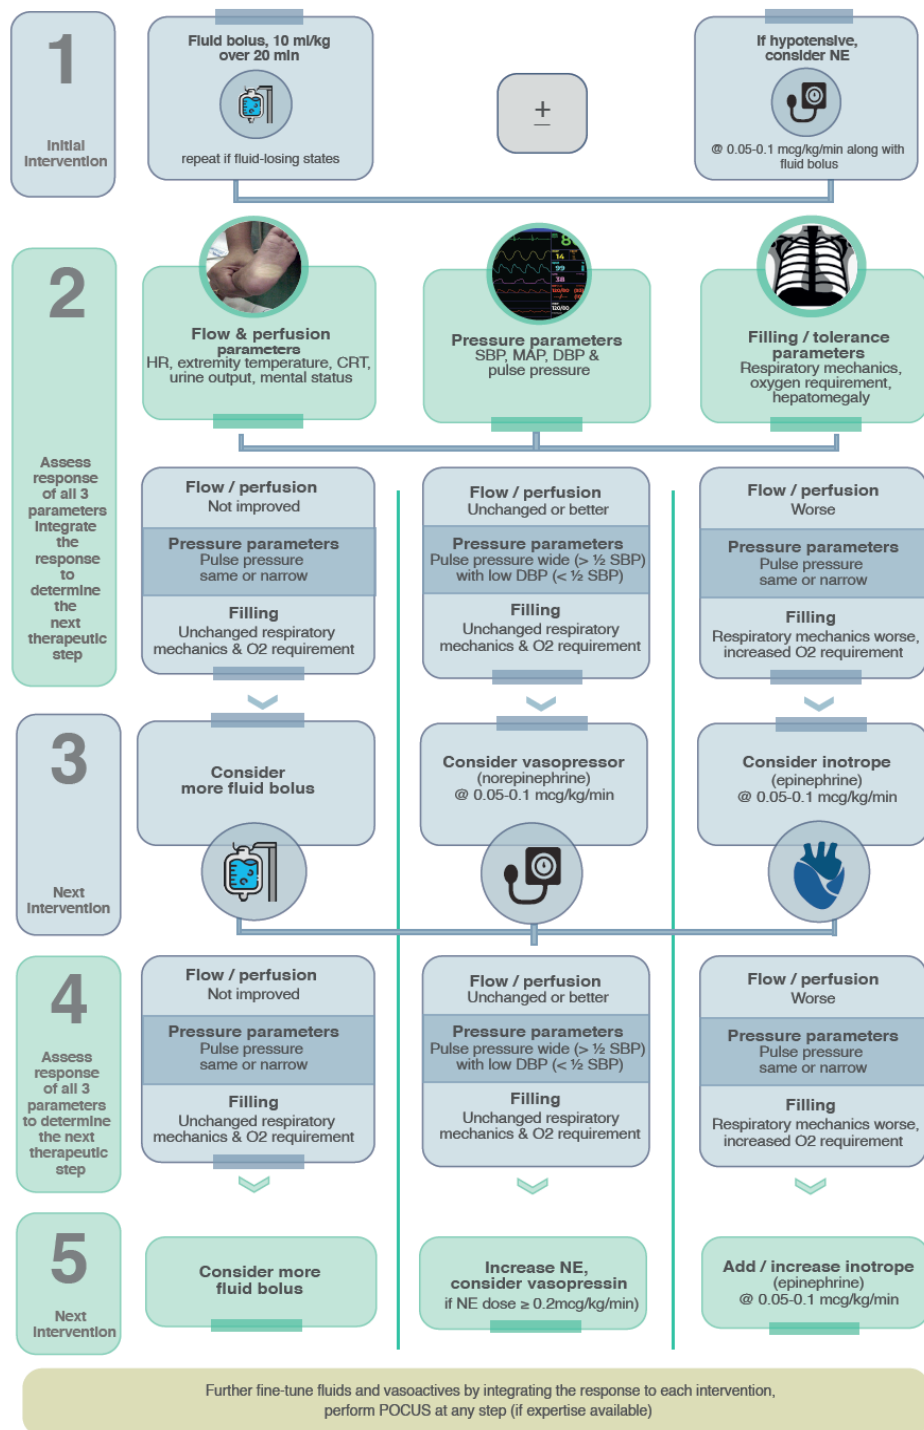 1
Initial
intervention
Fluid bolus, 10 ml/kg
over 20 min
repeat if fluid-losing states
±
If hypotensive,
consider NE
@ 0.05-0.1 mcg/kg/min along with
fluid bolus
2
Assess
response
of all 3
parameters
Integrate
the
response
to
determine
the
next
therapeutic
step
Flow & perfusion
parameters
HR, extremity temperature, CRT,
urine output, mental status
14
99
38
120/80
120/80
Pressure parameters
SBP, MAP, DBP &
pulse pressure
Filling / tolerance
parameters
Respiratory mechanics,
oxygen requirement,
hepatomegaly
Flow / perfusion
Not improved
Pressure parameters
Pulse pressure
same or narrow
Filling
Unchanged respiratory
mechanics & O2 requirement
Flow / perfusion
Unchanged or better
Pressure parameters
Pulse pressure wide (> ½ SBP)
with low DBP (< ½ SBP)
Filling
Unchanged respiratory
mechanics & O2 requirement
Flow / perfusion
Worse
Pressure parameters
Pulse pressure
same or narrow
Filling
Respiratory mechanics worse,
increased O2 requirement
3
Next
intervention
Consider
more fluid bolus
Consider vasopressor
(norepinephrine)
@ 0.05-0.1 mcg/kg/min
Consider inotrope
(epinephrine)
@ 0.05-0.1 mcg/kg/min
4
Assess
response
of all 3
parameters
to determine
the next
therapeutic
step
Flow / perfusion
Not improved
Pressure parameters
Pulse pressure
same or narrow
Filling
Unchanged respiratory
mechanics & O2 requirement
Flow / perfusion
Unchanged or better
Pressure parameters
Pulse pressure wide (> ½ SBP)
with low DBP (< ½ SBP)
Filling
Unchanged respiratory
mechanics & O2 requirement
Flow / perfusion
Worse
Pressure parameters
Pulse pressure
same or narrow
Filling
Respiratory mechanics worse,
increased O2 requirement
5
Next
intervention
Consider more
fluid bolus
Increase NE,
consider vasopressin
if NE dose ≥ 0.2mcg/kg/min)
Add / increase inotrope
(epinephrine)
@ 0.05-0.1 mcg/kg/min
Further fine-tune fluids and vasoactives by integrating the response to each intervention,
perform POCUS at any step (if expertise available)